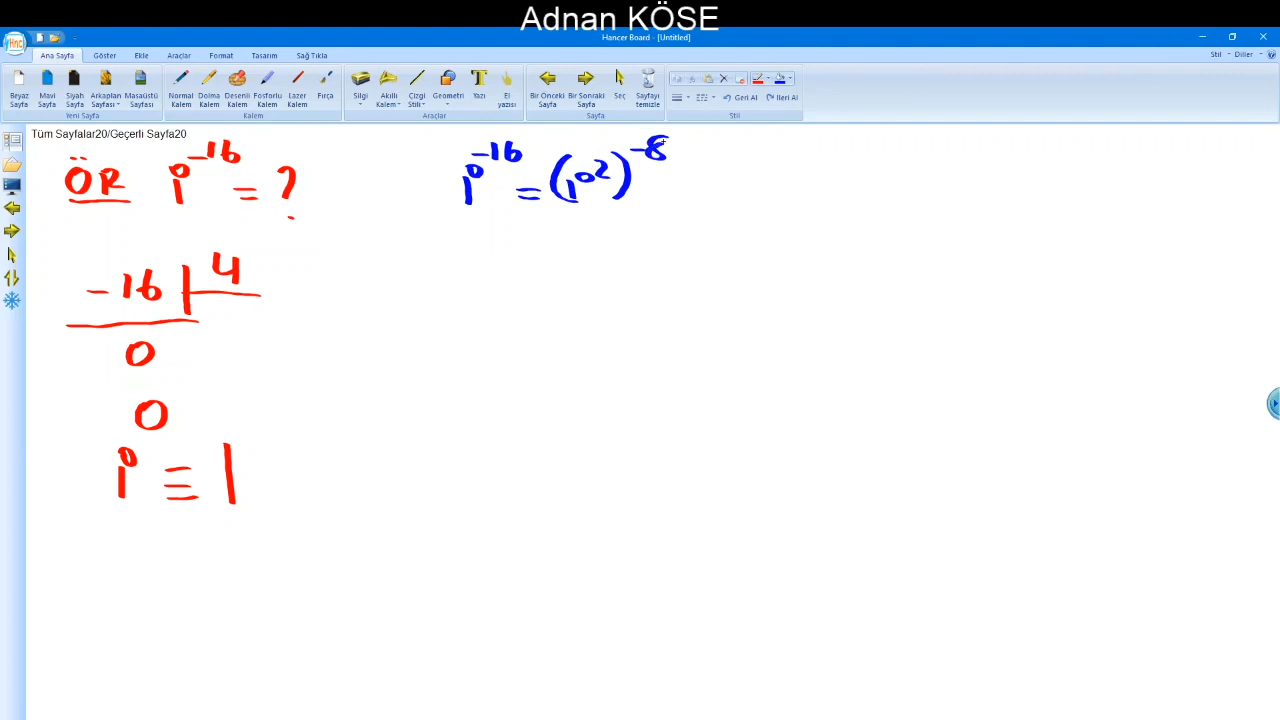 Adnan KÖSE
Hancer Board - [Untitled]
Ana Sayfa Göster Ekle Araçlar Format Tasarım Sağ Tıkla Stil Diller
Beyaz Sayfa Mavi Sayfa Siyah Sayfa Arkaplan Sayfası Masaüstü Sayfası Normal Kalem Dolma Kalem Desenli Kalem Fosforlu Kalem Lazer Kalem Fırça Silgi Akıllı Kalem Çizgi Stili Geometri Yazı El yazısı Bir Önceki Sayfa Bir Sonraki Sayfa Seç Sayfayı temizle Geri Al İleri Al
Yeni Sayfa Kalem Araçlar Sayfa Stil
Tüm Sayfalar20/Geçerli Sayfa20
ÖR i^-16 = ?
i^-16 = (i^2)^-8
-16 | 4
0
i^0 ≡ 1